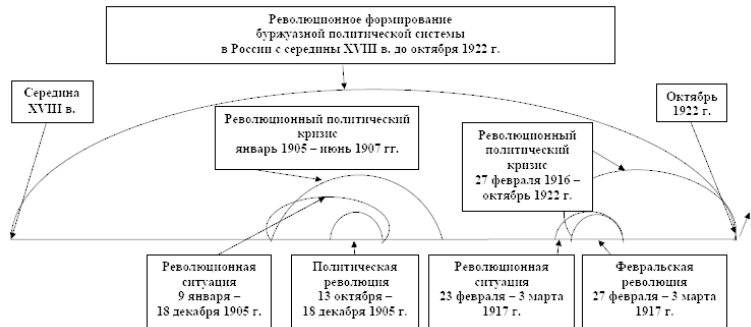 Революционное формирование
буржуазной политической системы
в России с середины XVIII в. до октября 1922 г.
Середина
XVIII в.
Октябрь
1922 г.
Революционный политический
кризис
январь 1905 – июнь 1907 гг.
Революционный
политический
кризис
27 февраля 1916 –
октябрь 1922 г.
Революционная
ситуация
9 января –
18 декабря 1905 г.
Политическая
революция
13 октября –
18 декабря 1905 г.
Революционная
ситуация
23 февраля – 3 марта
1917 г.
Февральская
революция
27 февраля – 3 марта
1917 г.